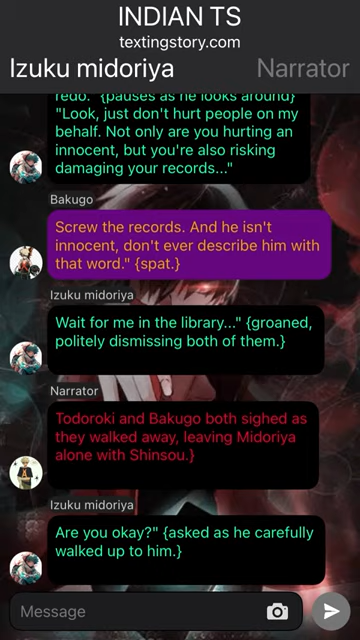 INDIAN TS
textingstory.com
Izuku midoriya
Narrator
redo." {pauses as he looks around}
"Look, just don't hurt people on my
behalf. Not only are you hurting an
innocent, but you're also risking
damaging your records..."
Bakugo
Screw the records. And he isn't
innocent, don't ever describe him with
that word." {spat.}
Izuku midoriya
Wait for me in the library..." {groaned,
politely dismissing both of them.}
Narrator
Todoroki and Bakugo both sighed as
they walked away, leaving Midoriya
alone with Shinsou.}
Izuku midoriya
Are you okay?" {asked as he carefully
walked up to him.}
Message